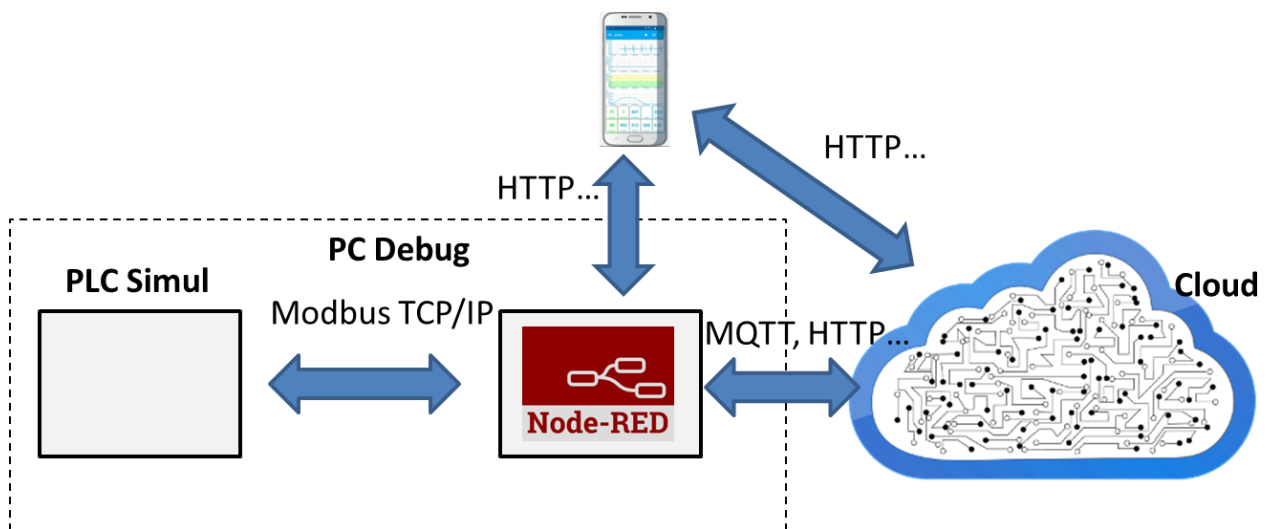 HTTP...
HTTP...
PC Debug
PLC Simul
Cloud
Modbus TCP/IP
MQTT, HTTP...
Node-RED